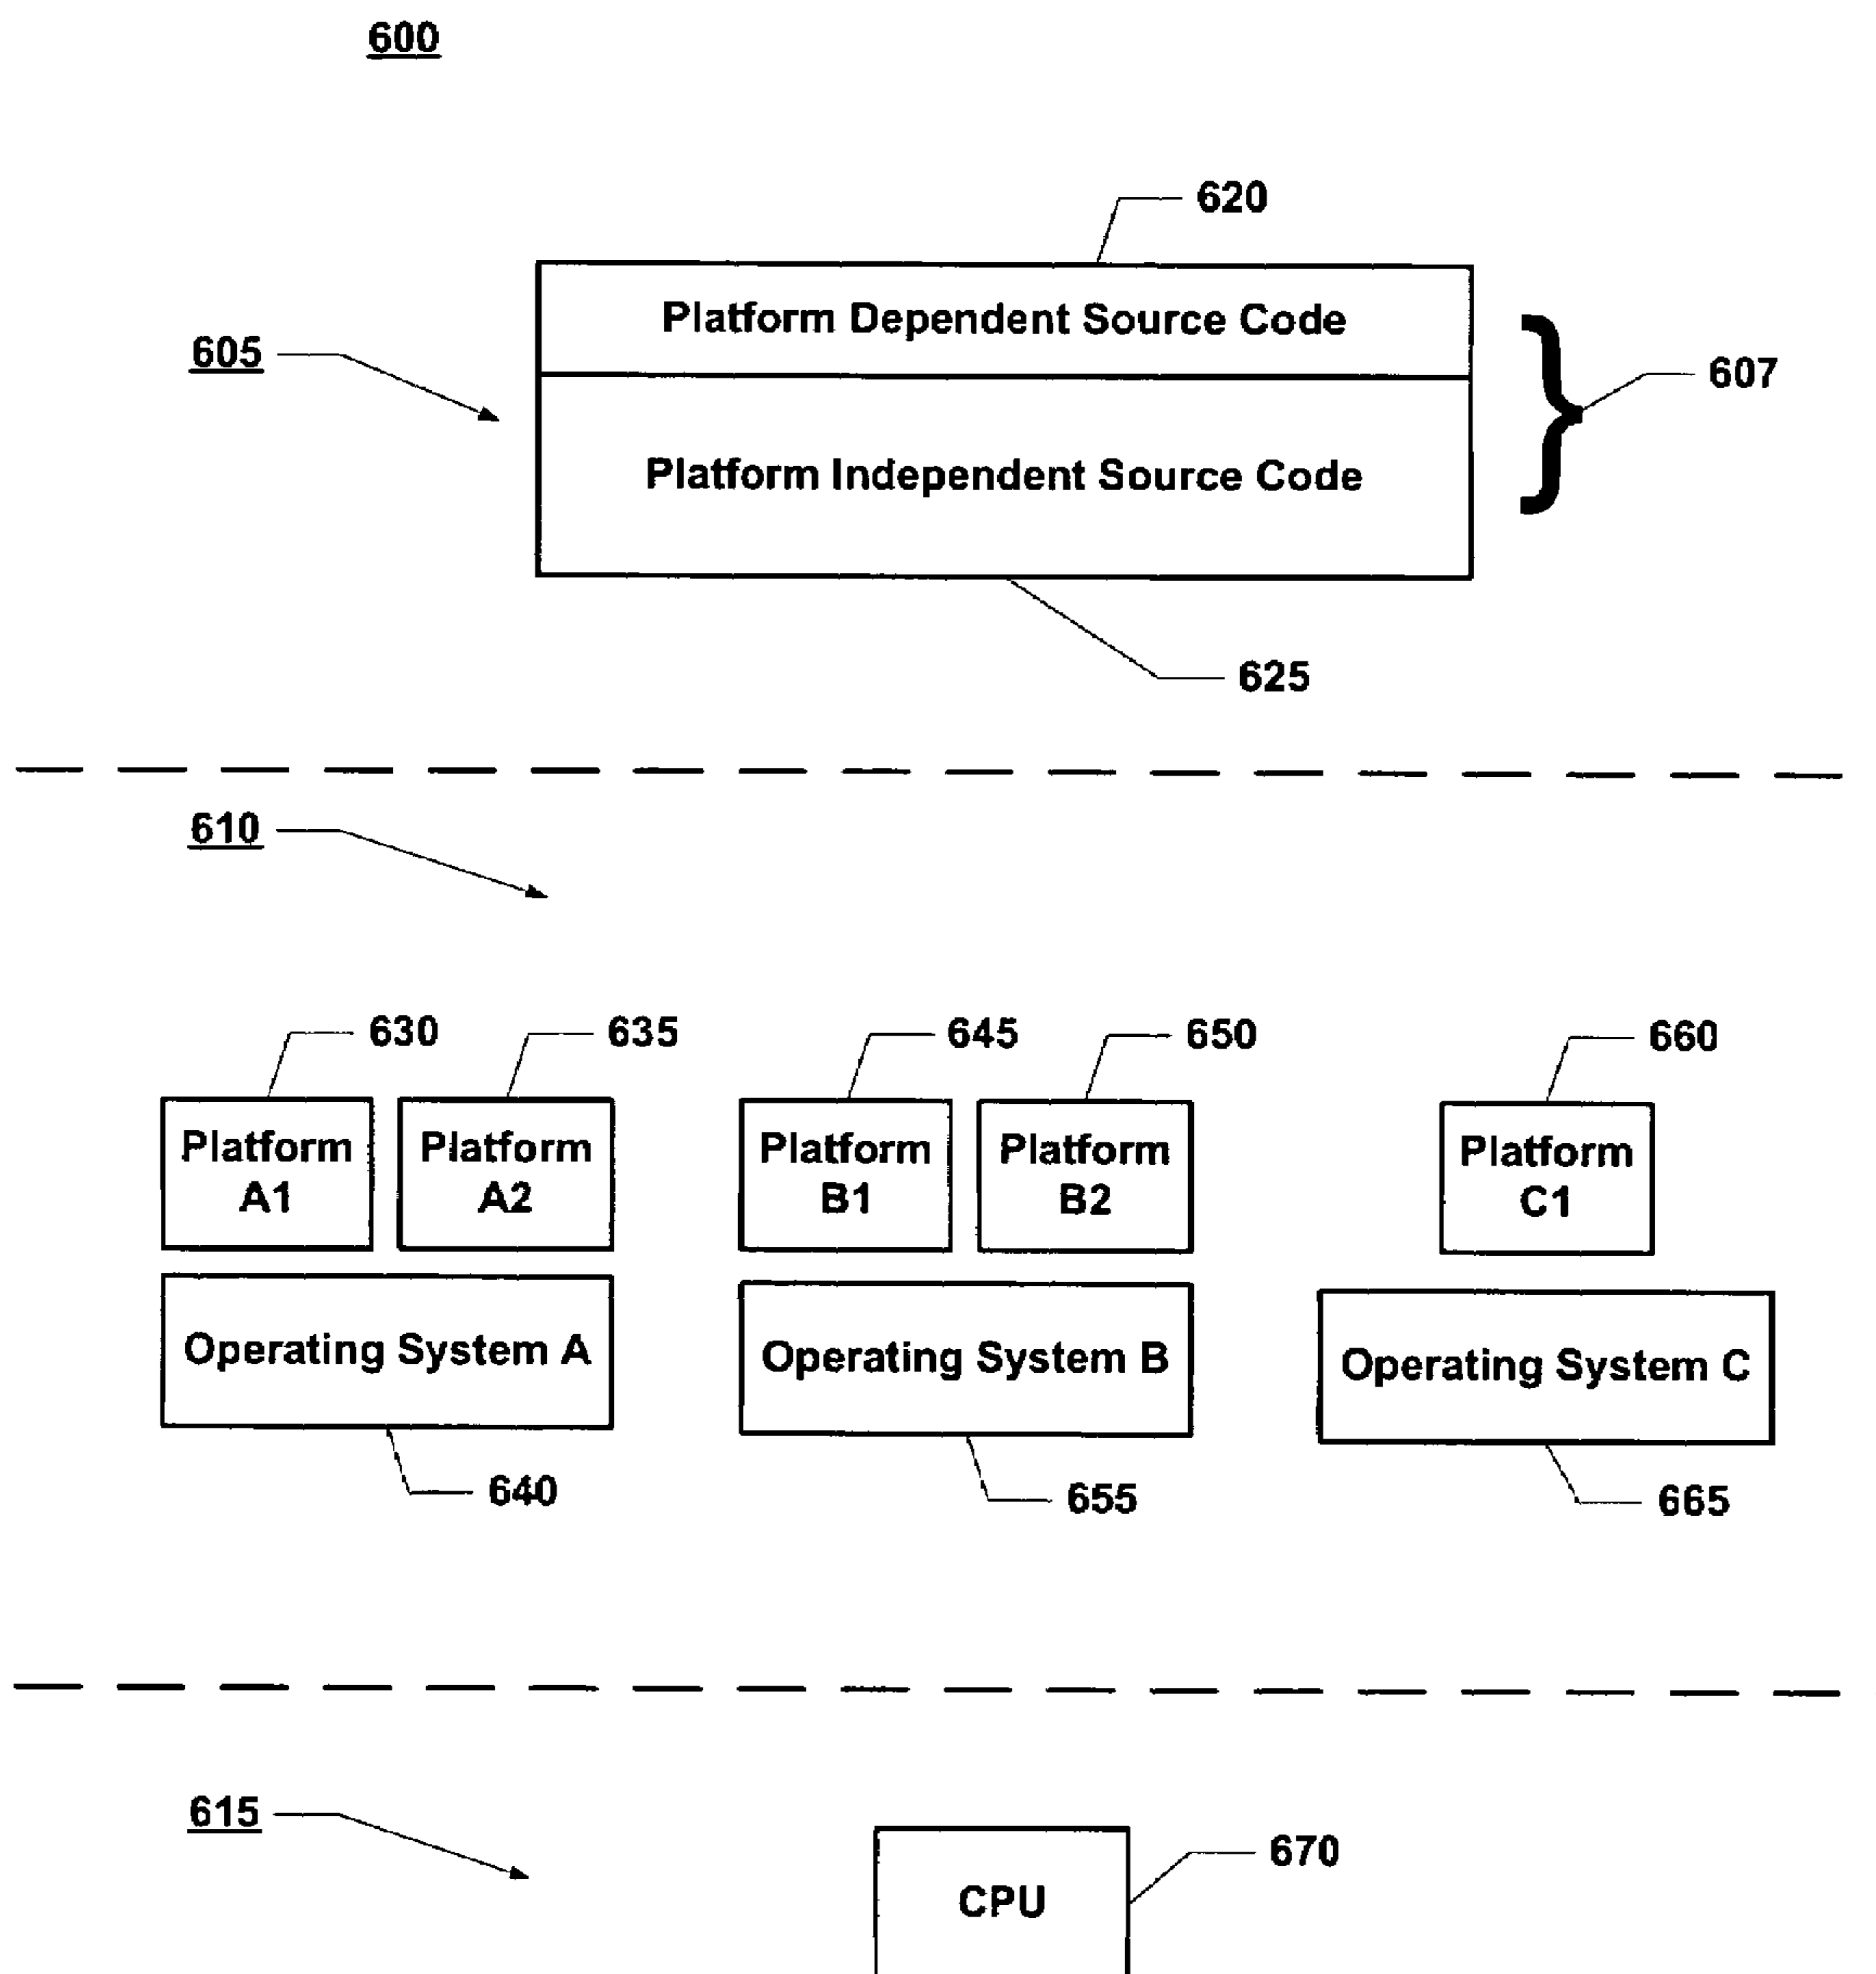 600
620
Platform Dependent Source Code
605
607
Platform Independent Source Code
625
610
630
635
645
650
660
Platform
A1
Platform
A2
Platform
B1
Platform
B2
Platform
C1
Operating System A
Operating System B
Operating System C
640
655
665
615
670
CPU